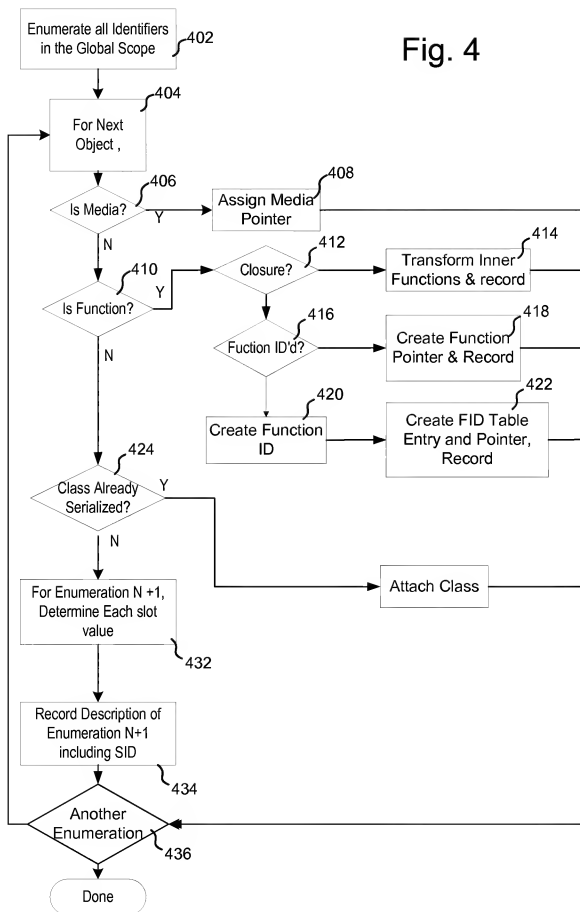 Enumerate all Identifiers
in the Global Scope
402
Fig. 4
404
For Next
Object ,
406
Is Media?
Y
N
408
Assign Media
Pointer
410
Is Function?
Y
N
412
Closure?
414
Transform Inner
Functions & record
416
Fuction ID'd?
418
Create Function
Pointer & Record
420
Create Function
ID
422
Create FID Table
Entry and Pointer,
Record
424
Class Already
Serialized?
Y
N
Attach Class
For Enumeration N +1,
Determine Each slot
value
432
Record Description of
Enumeration N+1
including SID
434
Another
Enumeration
436
Done